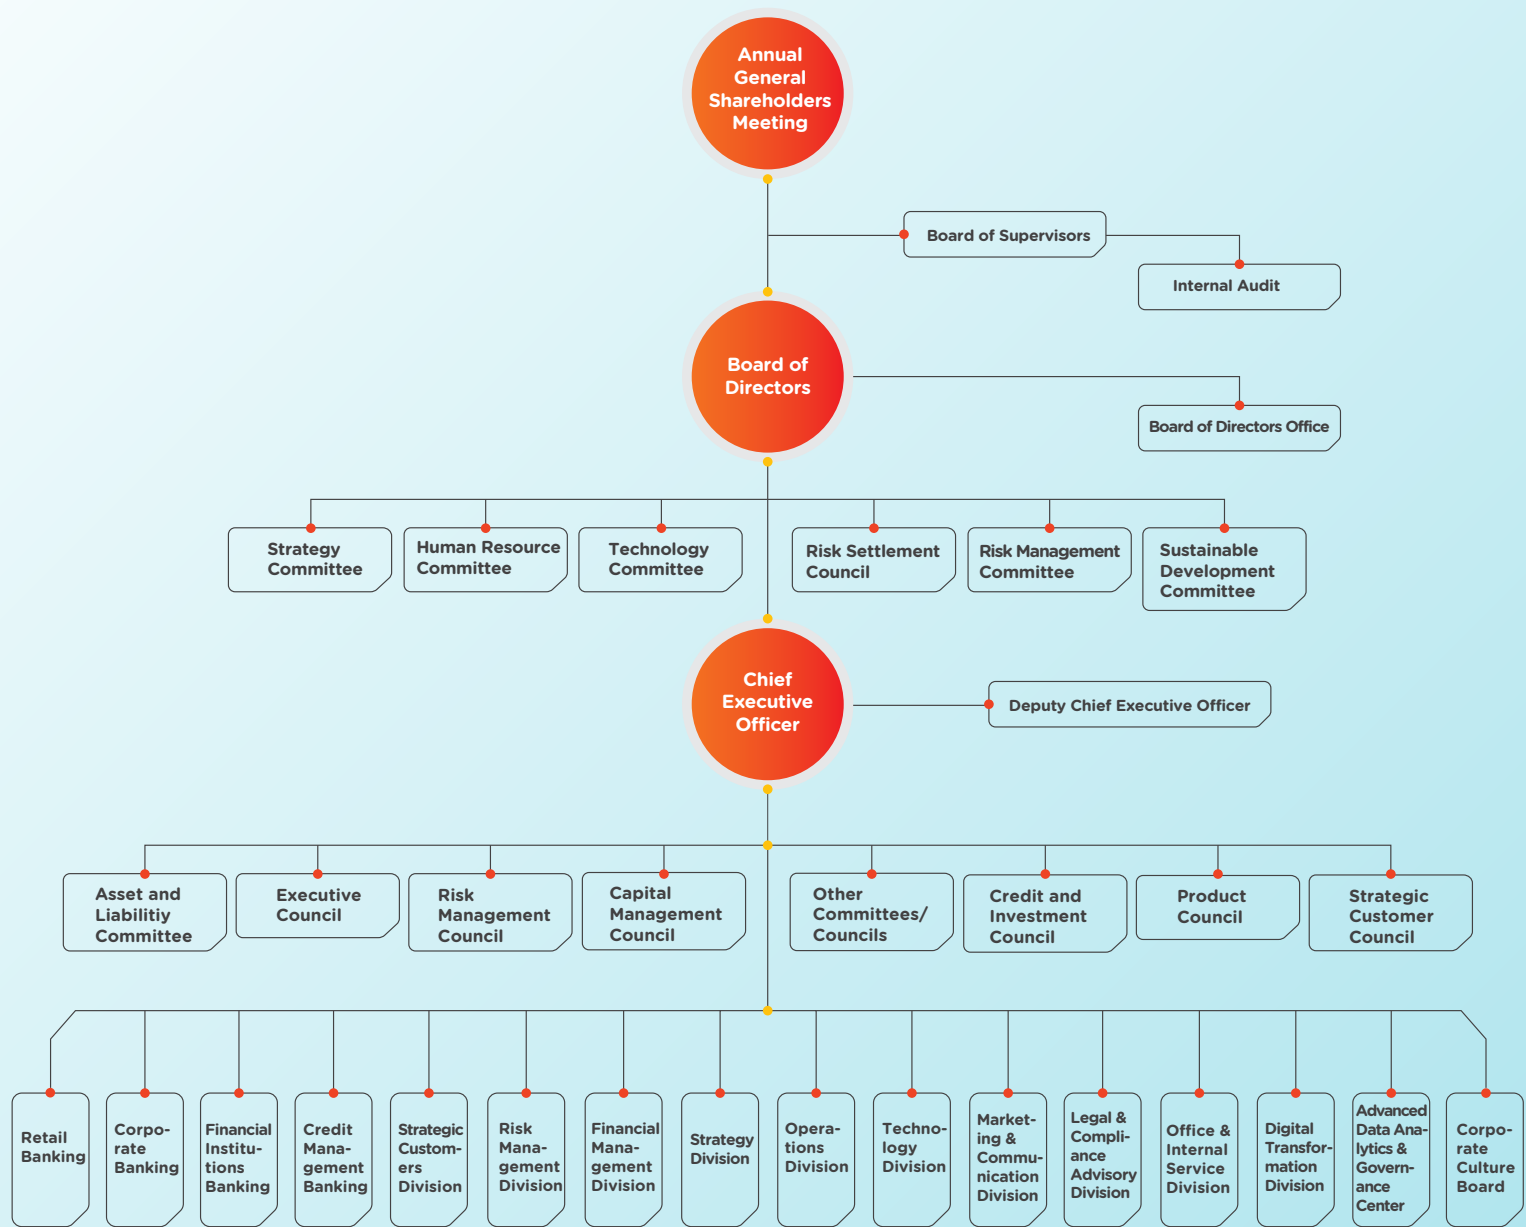 Annual
General
Shareholders
Meeting
Board of Supervisors
Internal Audit
Board of
Directors
Board of Directors Office
Strategy
Committee
Human Resource
Committee
Technology
Committee
Risk Settlement
Council
Risk Management
Committee
Sustainable
Development
Committee
Chief
Executive
Officer
Deputy Chief Executive Officer
Asset and
Liabilitiy
Committee
Executive
Council
Risk
Management
Council
Capital
Management
Council
Other
Committees/
Councils
Credit and
Investment
Council
Product
Council
Strategic
Customer
Council
Retail
Banking
Corpo-
rate
Banking
Financial
Institu-
tions
Banking
Credit
Mana-
gement
Banking
Strategic
Custom-
ers
Division
Risk
Mana-
gement
Division
Financial
Mana-
gement
Division
Strategy
Division
Opera-
tions
Division
Techno-
logy
Division
Market-
ing &
Commu-
nication
Division
Legal &
Compli-
ance
Advisory
Division
Office &
Internal
Service
Division
Digital
Transfor-
mation
Division
Advanced
Data Ana-
lytics &
Govern-
ance
Center
Corpo-
rate
Culture
Board